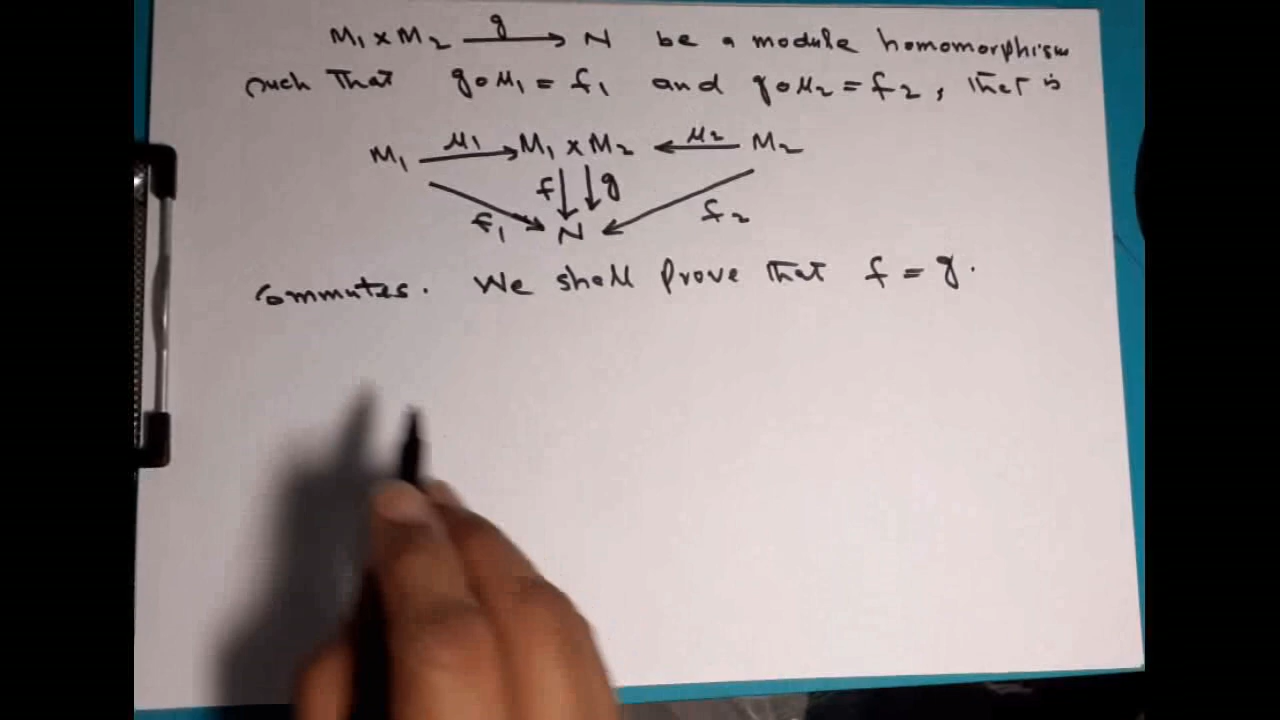 M₁ × M₂ —g→ N be a module homomorphism
such that g∘μ₁ = f₁ and g∘μ₂ = f₂, that is
M₁ —μ₁→ M₁ × M₂ ←μ₂— M₂
f ↓ ↓ g
f₁ N f₂
commutes. We shall prove that f = g.